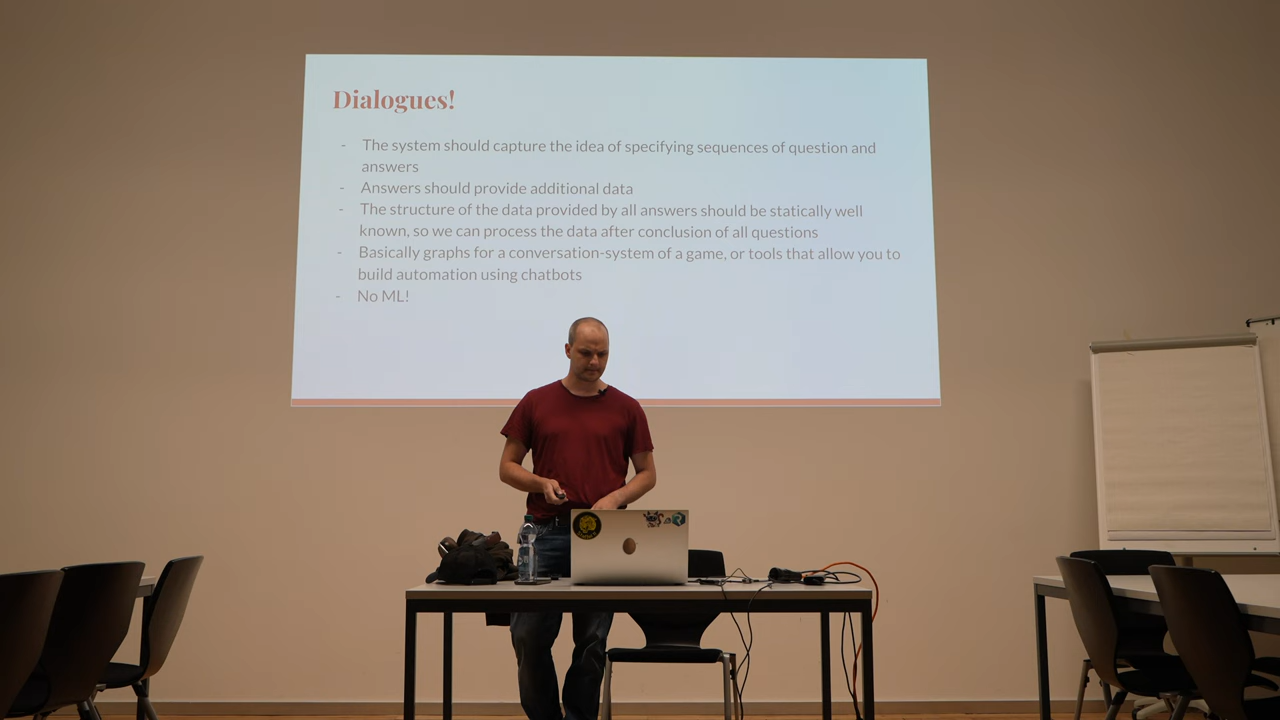 Dialogues!
- The system should capture the idea of specifying sequences of question and
answers
- Answers should provide additional data
- The structure of the data provided by all answers should be statically well
known, so we can process the data after conclusion of all questions
- Basically graphs for a conversation-system of a game, or tools that allow you to
build automation using chatbots
- No ML!